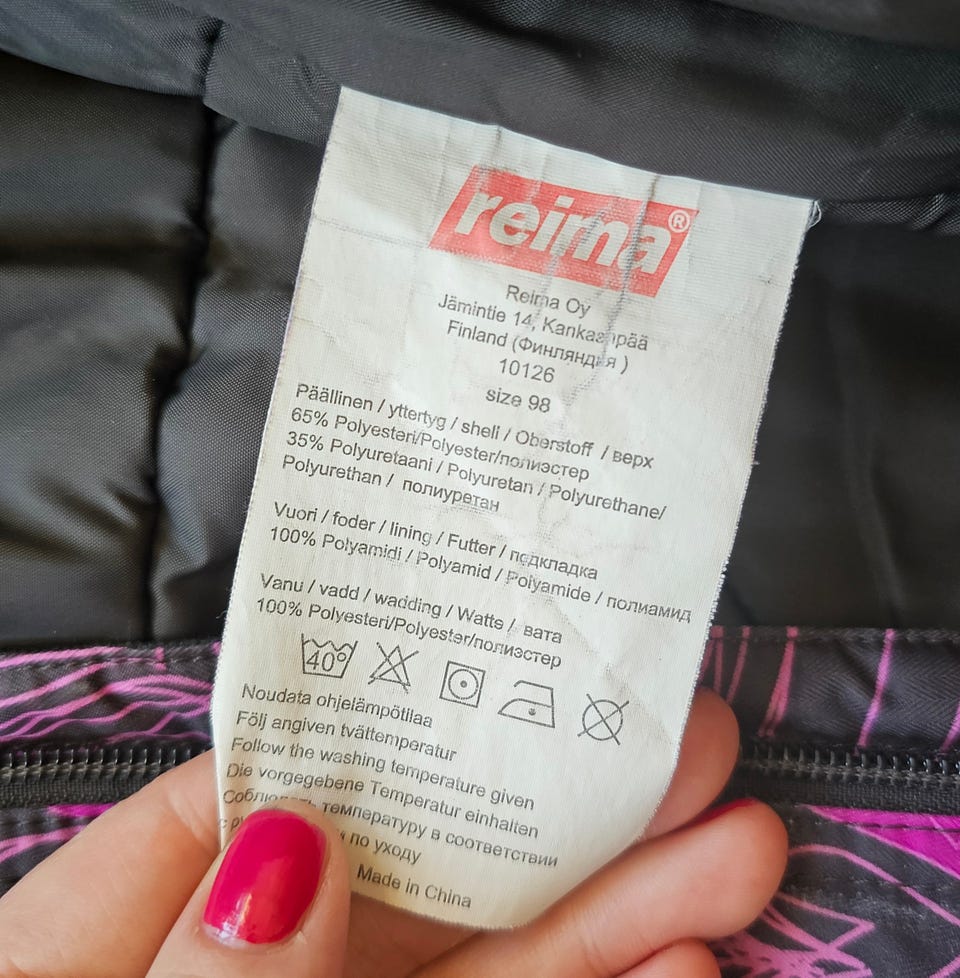 reima®
Reima Oy
Jämintie 14, Kankaanpää
Finland (Финляндия )
10126
size 98
Päällinen / yttertyg / shell / Oberstoff / верх
65% Polyesteri/Polyester/полиэстер
35% Polyuretaani / Polyuretan / Polyurethane/
Polyurethan / полиуретан
Vuori / foder / lining / Futter / подкладка
100% Polyamidi / Polyamid / Polyamide / полиамид
Vanu / vadd / wadding / Watte / вата
100% Polyesteri/Polyester/полиэстер
40°
Noudata ohjelämpötilaa
Följ angiven tvättemperatur
Follow the washing temperature given
Die vorgegebene Temperatur einhalten
Соблюдать температуру в соответствии
по уходу
Made in China